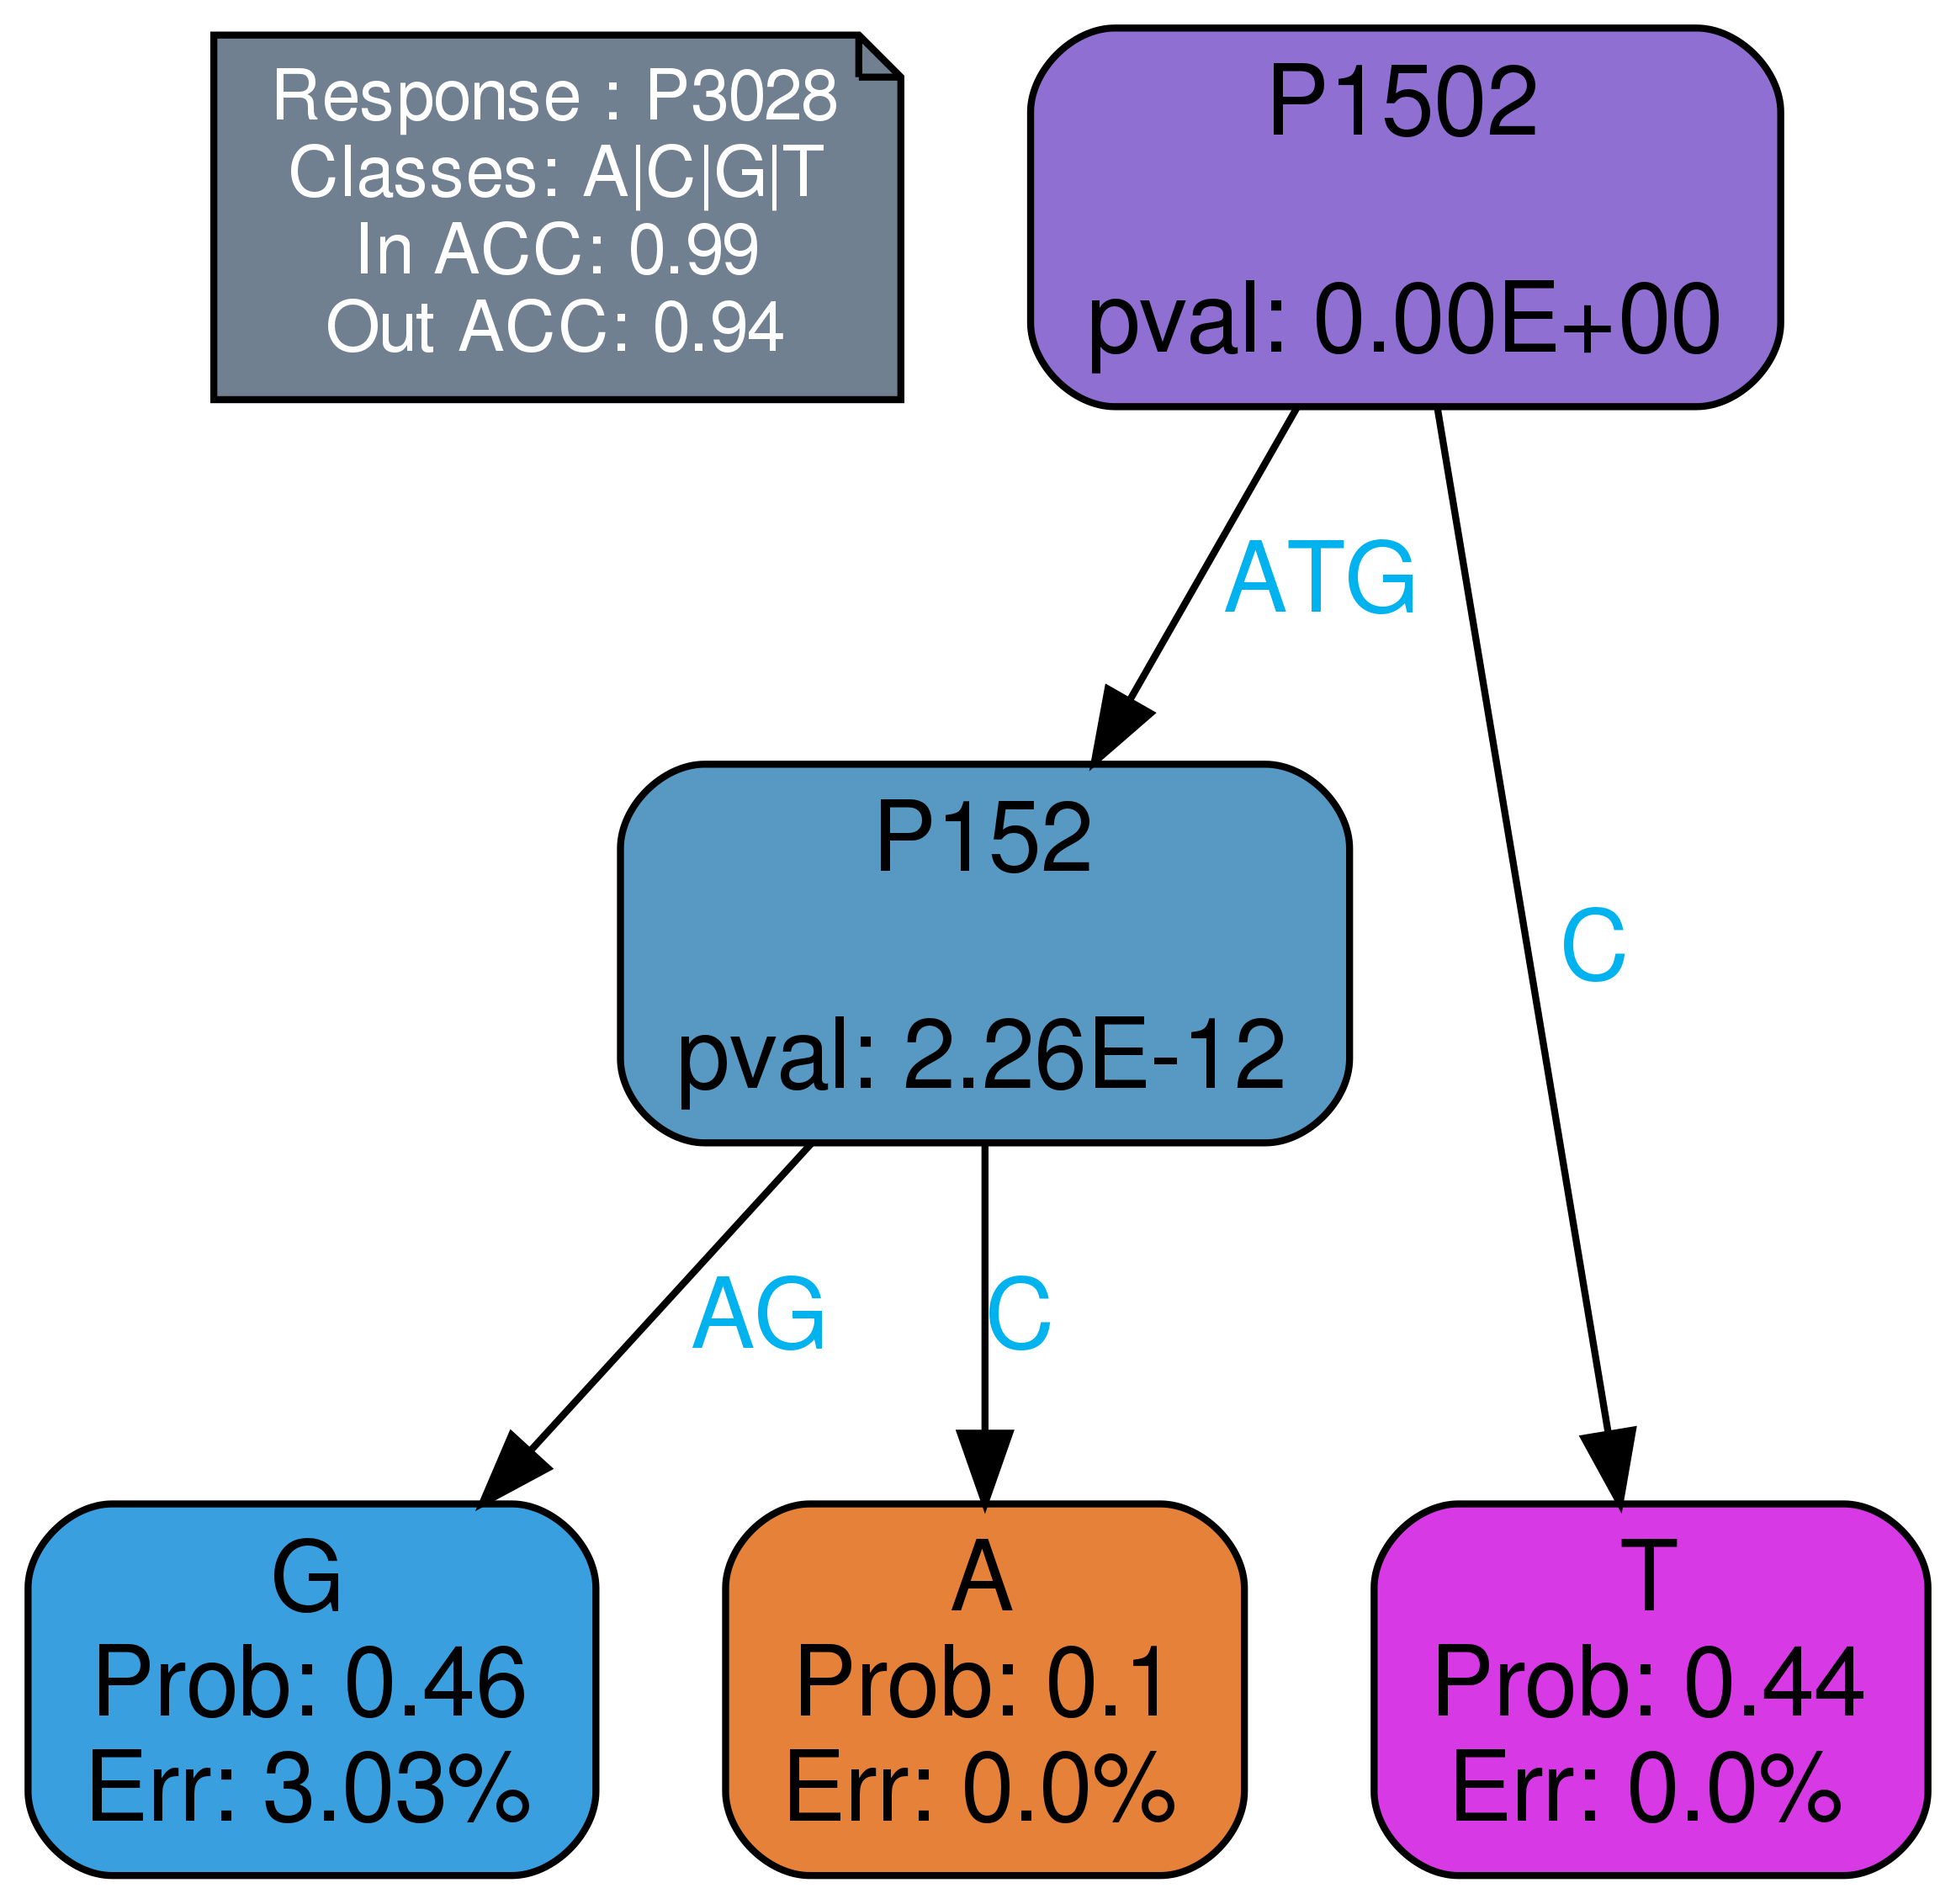 Response : P3028
Classes: A|C|G|T
In ACC: 0.99
Out ACC: 0.94
P1502
pval: 0.00E+00
ATG
C
P152
pval: 2.26E-12
AG
C
G
Prob: 0.46
Err: 3.03%
A
Prob: 0.1
Err: 0.0%
T
Prob: 0.44
Err: 0.0%